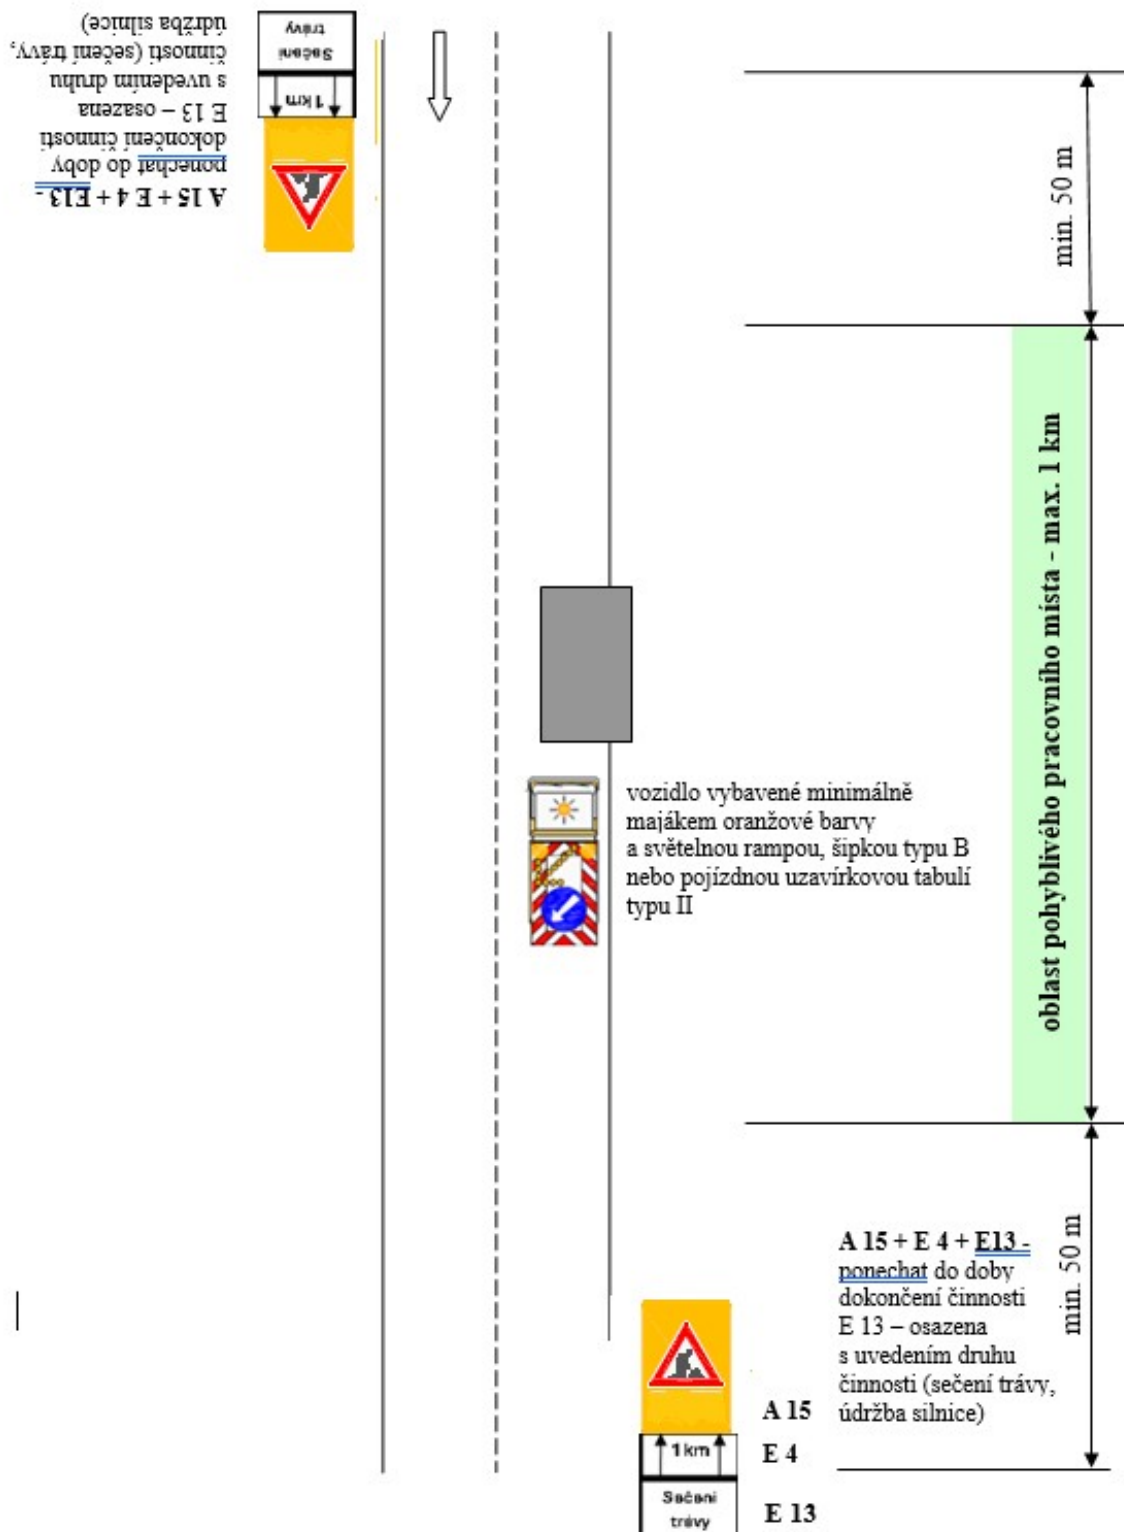 A 15 + E 4 + E13 -
ponechat do doby
dokončení činnosti
E 13 – osazena
s uvedením druhu
činnosti (sečení trávy,
údržba silnice)
1 km
Sečení
trávy
min. 50 m
oblast pohyblivého pracovního místa - max. 1 km
vozidlo vybavené minimálně
majákem oranžové barvy
a světelnou rampou, šipkou typu B
nebo pojízdnou uzavírkovou tabulí
typu II
min. 50 m
A 15 + E 4 + E13 -
ponechat do doby
dokončení činnosti
E 13 – osazena
s uvedením druhu
činnosti (sečení trávy,
údržba silnice)
A 15
1 km
E 4
Sečení
trávy
E 13